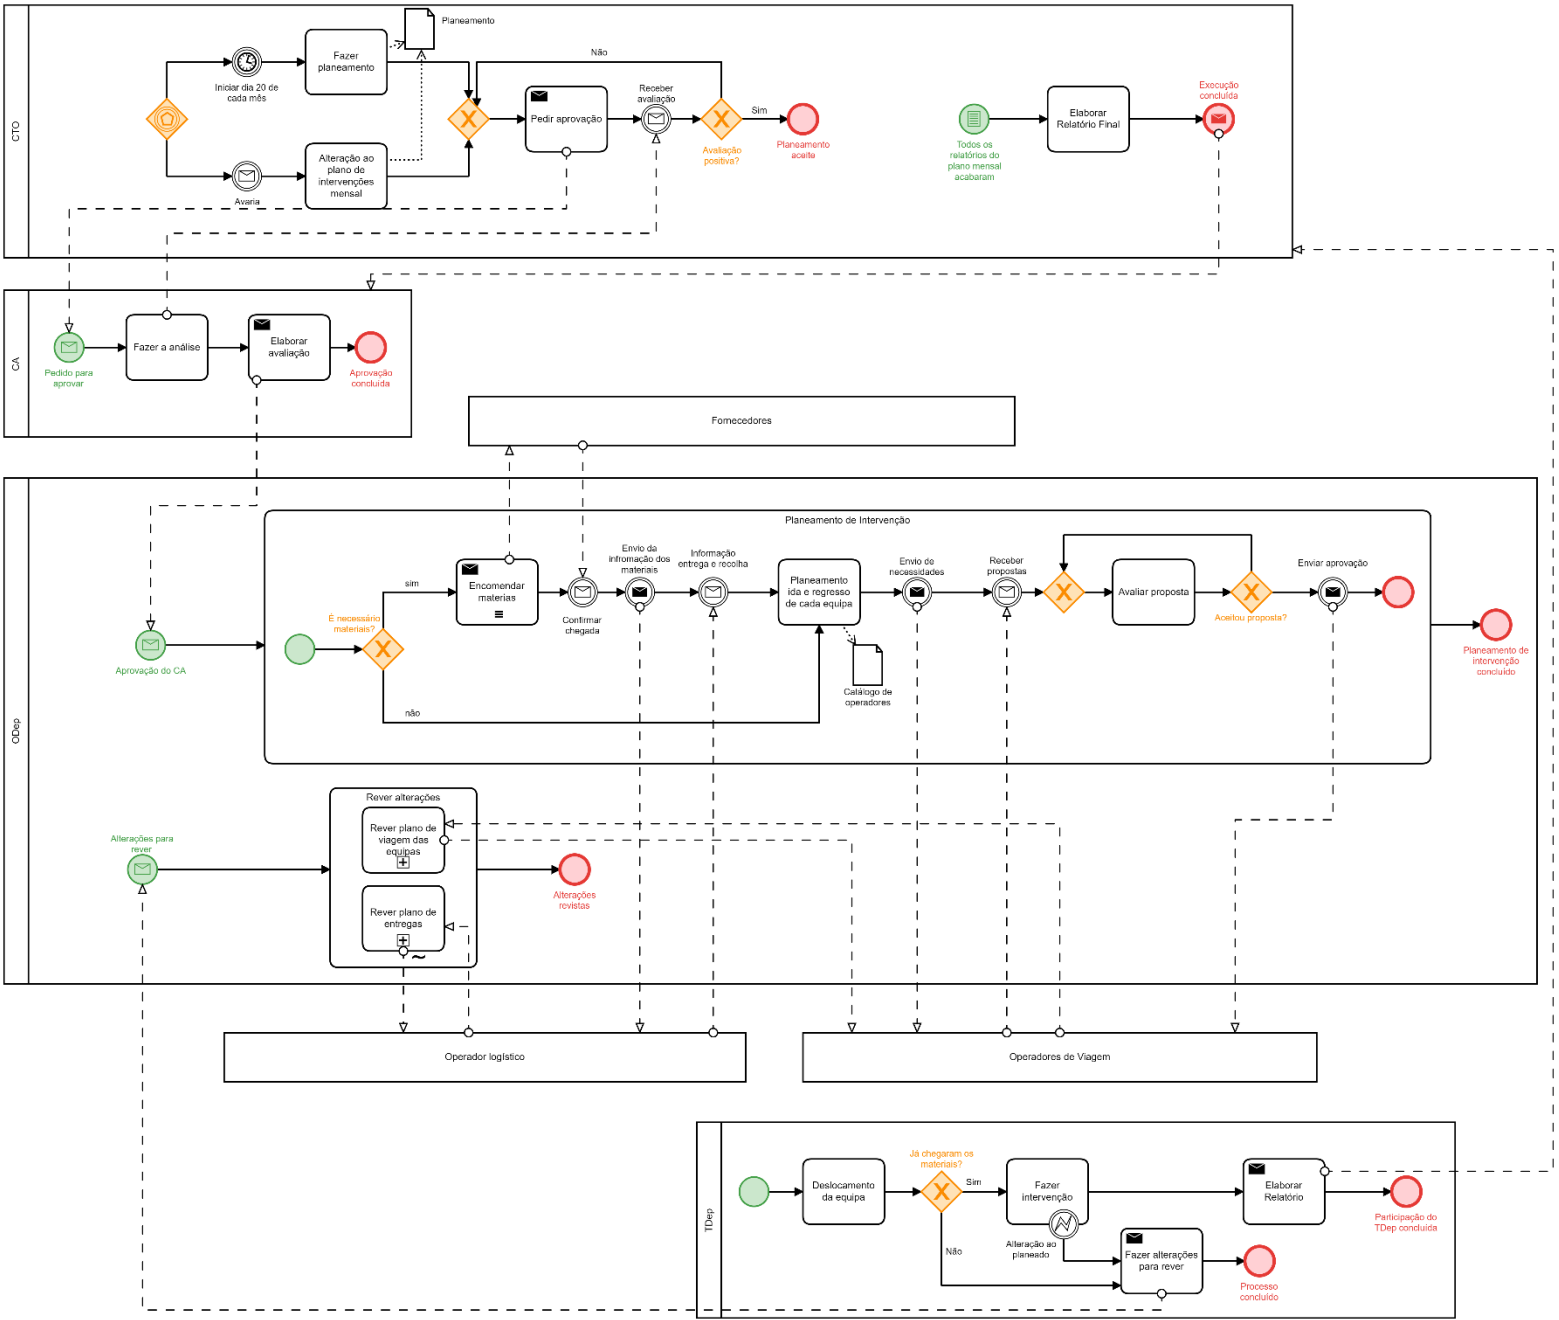 CTO
Planeamento
Fazer
planeamento
Iniciar dia 20 de
cada mês
Não
Receber
avaliação
Pedir aprovação
Sim
Avaliação
positiva?
Planeamento
aceite
Alteração ao
plano de
intervenções
mensal
Avaria
Execução
concluída
Elaborar
Relatório Final
Todos os
relatórios do
plano mensal
acabaram
CA
Pedido para
aprovar
Fazer a análise
Elaborar
avaliação
Aprovação
concluída
Fornecedores
ODep
Planeamento de Intervenção
Aprovação do CA
É necessário
materiais?
sim
não
Encomendar
materias
Confirmar
chegada
Envio da
infromação dos
materiais
Informação
entrega e recolha
Planeamento
ida e regresso
de cada equipa
Catálogo de
operadores
Envio de
necessidades
Receber
propostas
Avaliar proposta
Aceitou proposta?
Enviar aprovação
Planeamento de
intervenção
concluído
Alterações para
rever
Rever alterações
Rever plano de
viagem das
equipas
Rever plano de
entregas
Alterações
revistas
Operador logístico
Operadores de Viagem
TDep
Deslocamento
da equipa
Já chegaram os
materiais?
Sim
Não
Fazer
intervenção
Alteração ao
planeado
Fazer alterações
para rever
Processo
concluído
Elaborar
Relatório
Participação do
TDep concluída